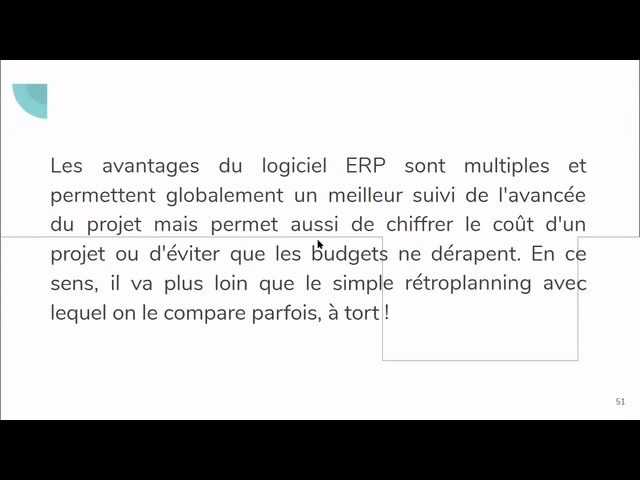 Les avantages du logiciel ERP sont multiples et
permettent globalement un meilleur suivi de l'avancée
du projet mais permet aussi de chiffrer le coût d'un
projet ou d'éviter que les budgets ne dérapent. En ce
sens, il va plus loin que le simple rétroplanning avec
lequel on le compare parfois, à tort !
51